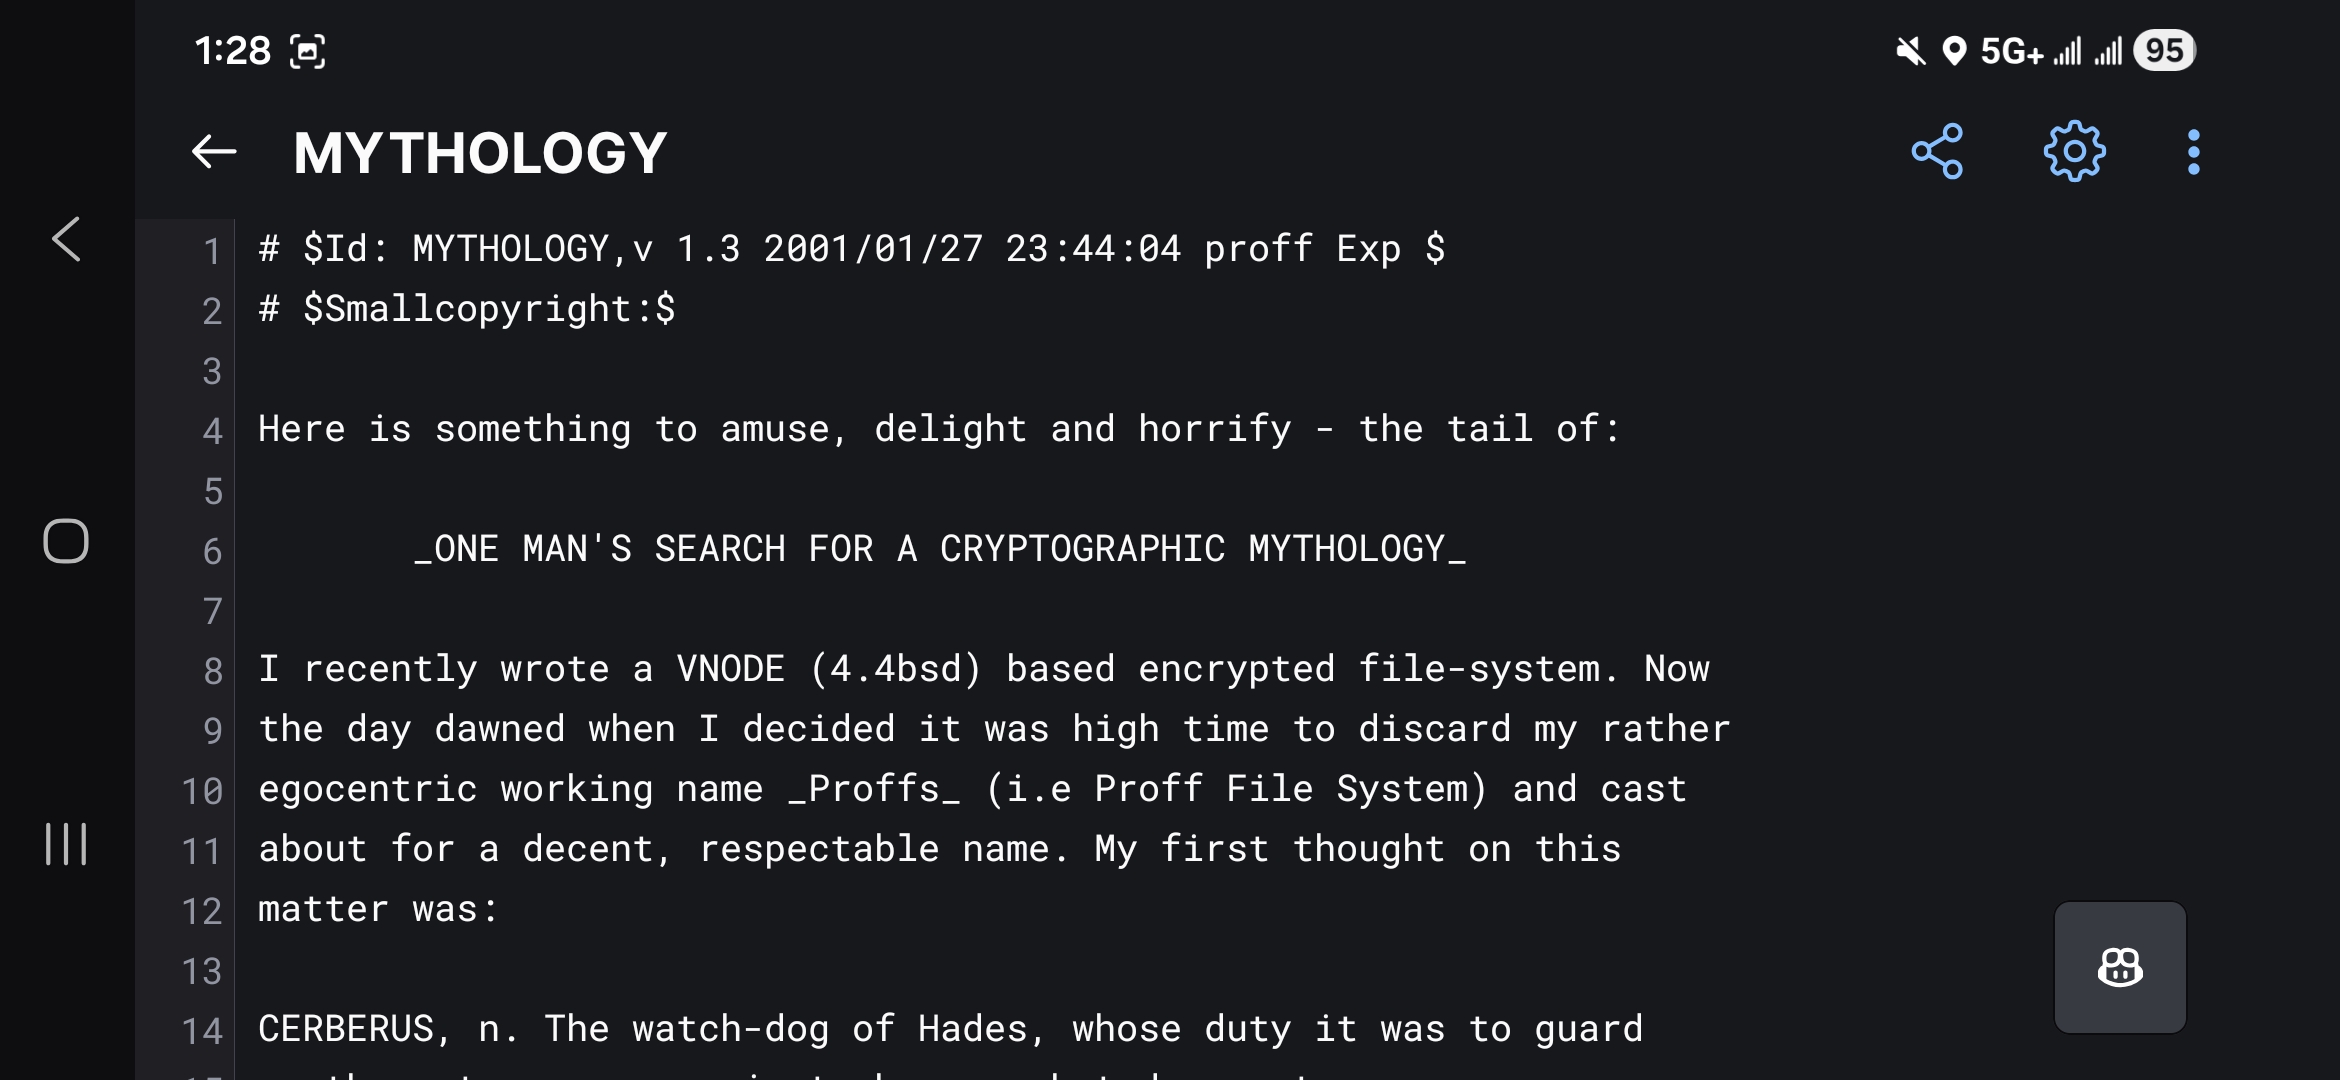 1:28
5G+ 95
MYTHOLOGY
1 # $Id: MYTHOLOGY,v 1.3 2001/01/27 23:44:04 proff Exp $
2 # $Smallcopyright:$
3
4 Here is something to amuse, delight and horrify - the tail of:
5
6 _ONE MAN'S SEARCH FOR A CRYPTOGRAPHIC MYTHOLOGY_
7
8 I recently wrote a VNODE (4.4bsd) based encrypted file-system. Now
9 the day dawned when I decided it was high time to discard my rather
10 egocentric working name _Proffs_ (i.e Proff File System) and cast
11 about for a decent, respectable name. My first thought on this
12 matter was:
13
14 CERBERUS, n. The watch-dog of Hades, whose duty it was to guard